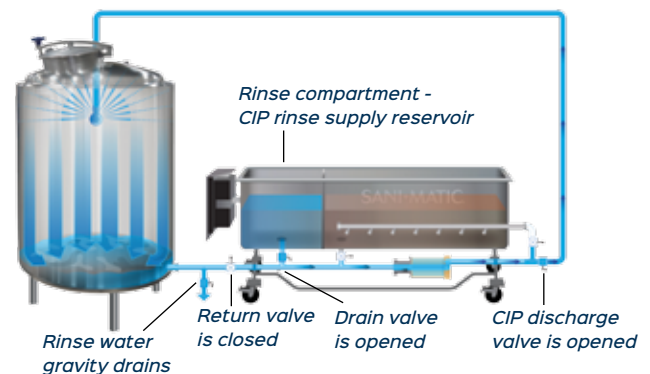 Rinse compartment -
CIP rinse supply reservoir
SANI-MATIC
Return valve
is closed
Drain valve
is opened
CIP discharge
valve is opened
Rinse water
gravity drains